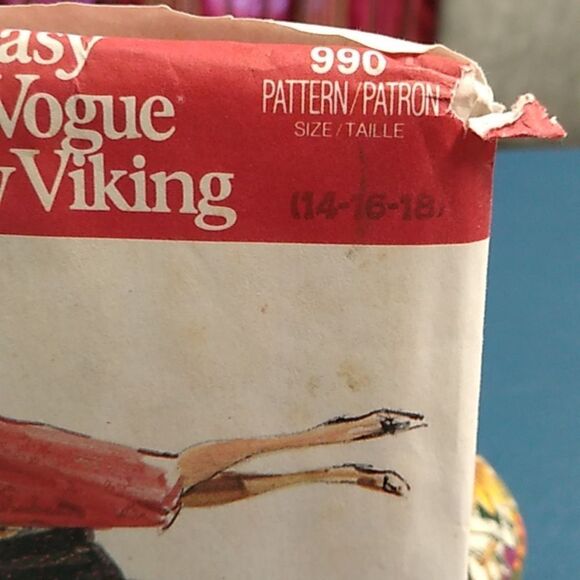 asy
Vogue
y Viking
990
PATTERN/PATRON
SIZE/TAILLE
(14-16-18)